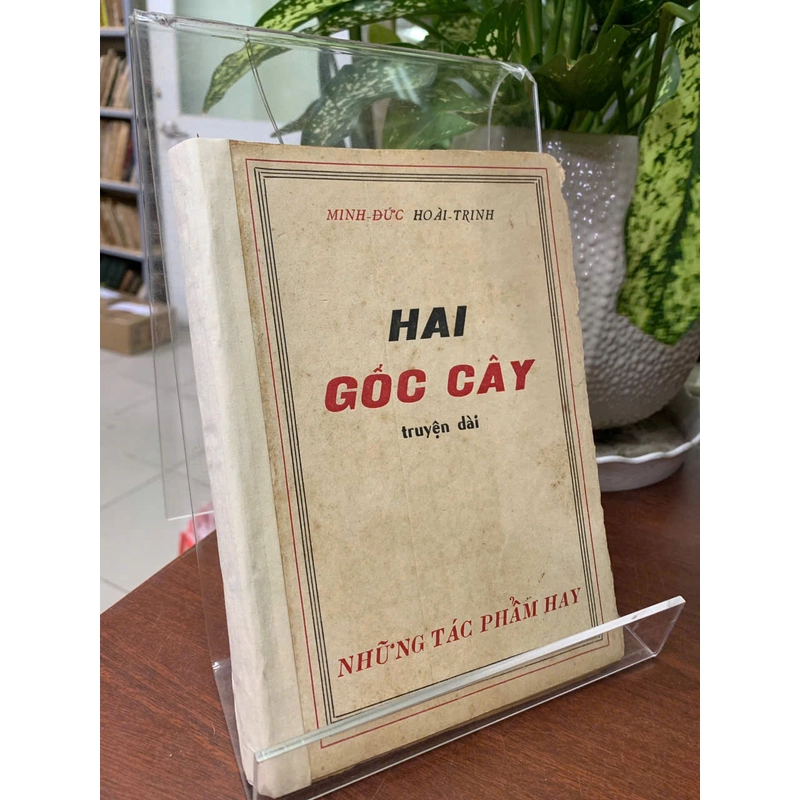 MINH-ĐỨC HOÀI-TRINH
HAI
GỐC CÂY
truyện dài
NHỮNG TÁC PHẨM HAY